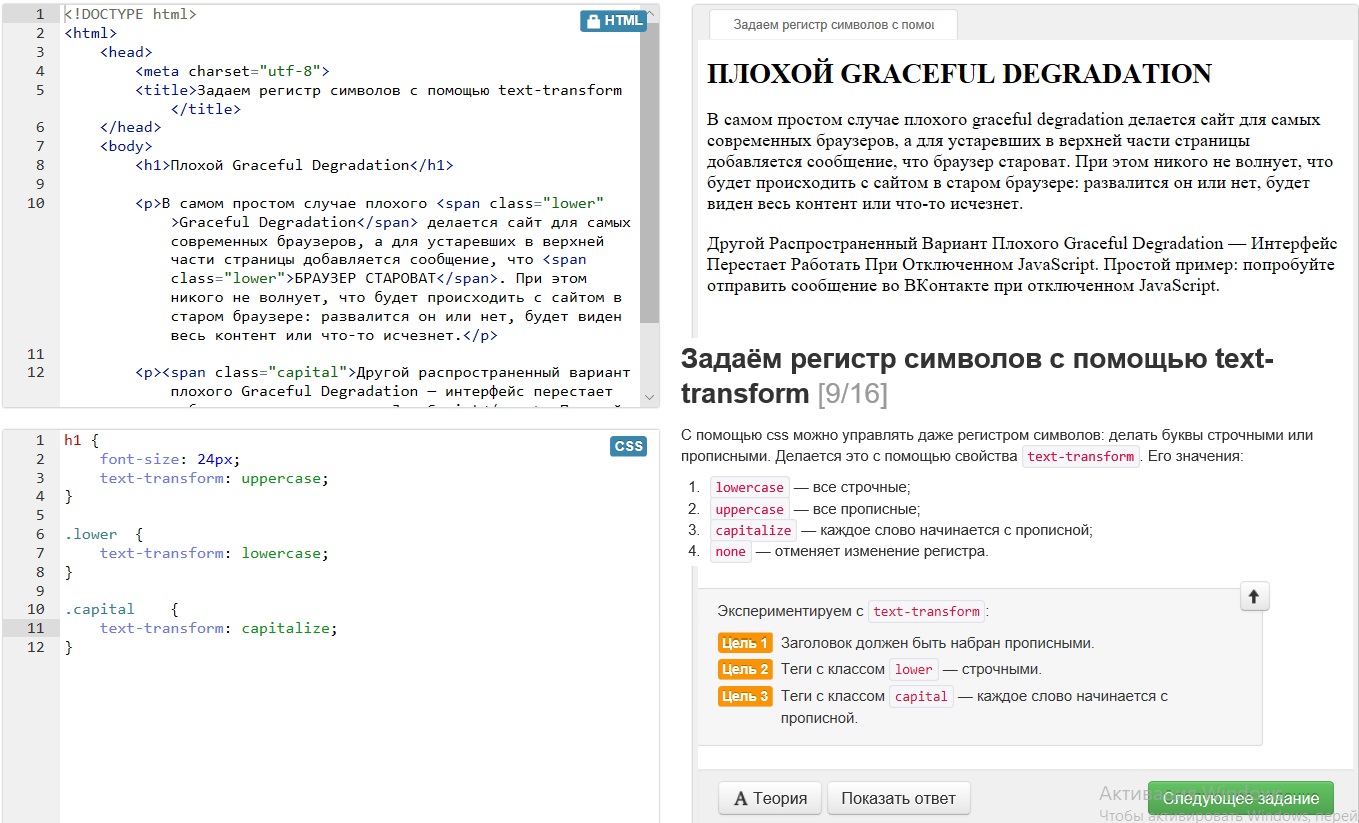 1 <!DOCTYPE html>
HTML
2 <html>
3 <head>
4 <meta charset="utf-8">
5 <title>Задаем регистр символов с помощью text-transform
</title>
6 </head>
7 <body>
8 <h1>Плохой Graceful Degradation</h1>
9
10 <p>В самом простом случае плохого <span class="lower"
>Graceful Degradation</span> делается сайт для самых
современных браузеров, а для устаревших в верхней
части страницы добавляется сообщение, что <span
class="lower">БРАУЗЕР СТАРОВАТ</span>. При этом
никого не волнует, что будет происходить с сайтом в
старом браузере: развалится он или нет, будет виден
весь контент или что-то исчезнет.</p>
11
12 <p><span class="capital">Другой распространенный вариант
плохого Graceful Degradation — интерфейс перестает
CSS
1 h1 {
2 font-size: 24px;
3 text-transform: uppercase;
4 }
5
6 .lower {
7 text-transform: lowercase;
8 }
9
10 .capital {
11 text-transform: capitalize;
12 }
Задаем регистр символов с помо
ПЛОХОЙ GRACEFUL DEGRADATION
В самом простом случае плохого graceful degradation делается сайт для самых
современных браузеров, а для устаревших в верхней части страницы
добавляется сообщение, что браузер староват. При этом никого не волнует, что
будет происходить с сайтом в старом браузере: развалится он или нет, будет
виден весь контент или что-то исчезнет.
Другой Распространенный Вариант Плохого Graceful Degradation — Интерфейс
Перестает Работать При Отключенном JavaScript. Простой пример: попробуйте
отправить сообщение во ВКонтакте при отключенном JavaScript.
Задаём регистр символов с помощью text-
transform [9/16]
С помощью css можно управлять даже регистром символов: делать буквы строчными или
прописными. Делается это с помощью свойства text-transform. Его значения:
1. lowercase — все строчные;
2. uppercase — все прописные;
3. capitalize — каждое слово начинается с прописной;
4. none — отменяет изменение регистра.
Экспериментируем с text-transform:
Цель 1 Заголовок должен быть набран прописными.
Цель 2 Теги с классом lower — строчными.
Цель 3 Теги с классом capital — каждое слово начинается с
прописной.
A Теория
Показать ответ
Следующее задание
Активация Windows
Чтобы активировать Windows, перей